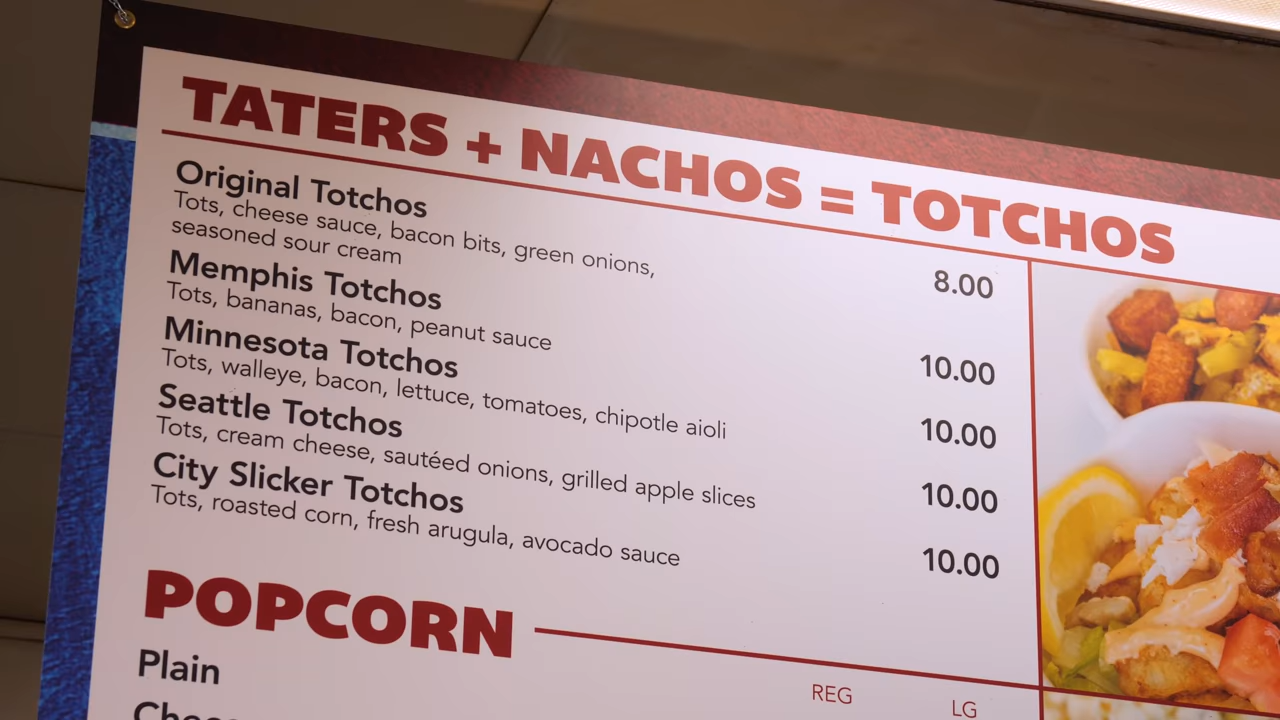 TATERS + NACHOS = TOTCHOS
Original Totchos
Tots, cheese sauce, bacon bits, green onions,
seasoned sour cream
8.00
Memphis Totchos
Tots, bananas, bacon, peanut sauce
10.00
Minnesota Totchos
Tots, walleye, bacon, lettuce, tomatoes, chipotle aioli
10.00
Seattle Totchos
Tots, cream cheese, sautéed onions, grilled apple slices
10.00
City Slicker Totchos
Tots, roasted corn, fresh arugula, avocado sauce
10.00
POPCORN
REG LG
Plain